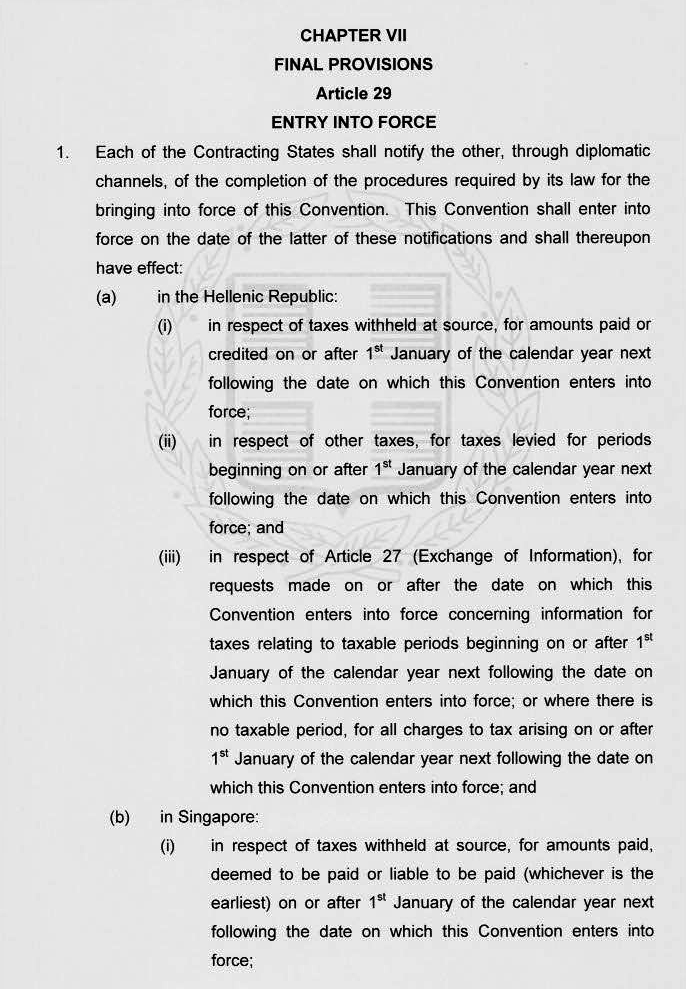 CHAPTER VII
FINAL PROVISIONS
Article 29
ENTRY INTO FORCE
1. Each of the Contracting States shall notify the other, through diplomatic
channels, of the completion of the procedures required by its law for the
bringing into force of this Convention. This Convention shall enter into
force on the date of the latter of these notifications and shall thereupon
have effect:
(a) in the Hellenic Republic:
(i) in respect of taxes withheld at source, for amounts paid or
credited on or after 1st January of the calendar year next
following the date on which this Convention enters into
force;
(ii) in respect of other taxes, for taxes levied for periods
beginning on or after 1st January of the calendar year next
following the date on which this Convention enters into
force; and
(iii) in respect of Article 27 (Exchange of Information), for
requests made on or after the date on which this
Convention enters into force concerning information for
taxes relating to taxable periods beginning on or after 1st
January of the calendar year next following the date on
which this Convention enters into force; or where there is
no taxable period, for all charges to tax arising on or after
1st January of the calendar year next following the date on
which this Convention enters into force; and
(b) in Singapore:
(i) in respect of taxes withheld at source, for amounts paid,
deemed to be paid or liable to be paid (whichever is the
earliest) on or after 1st January of the calendar year next
following the date on which this Convention enters into
force;